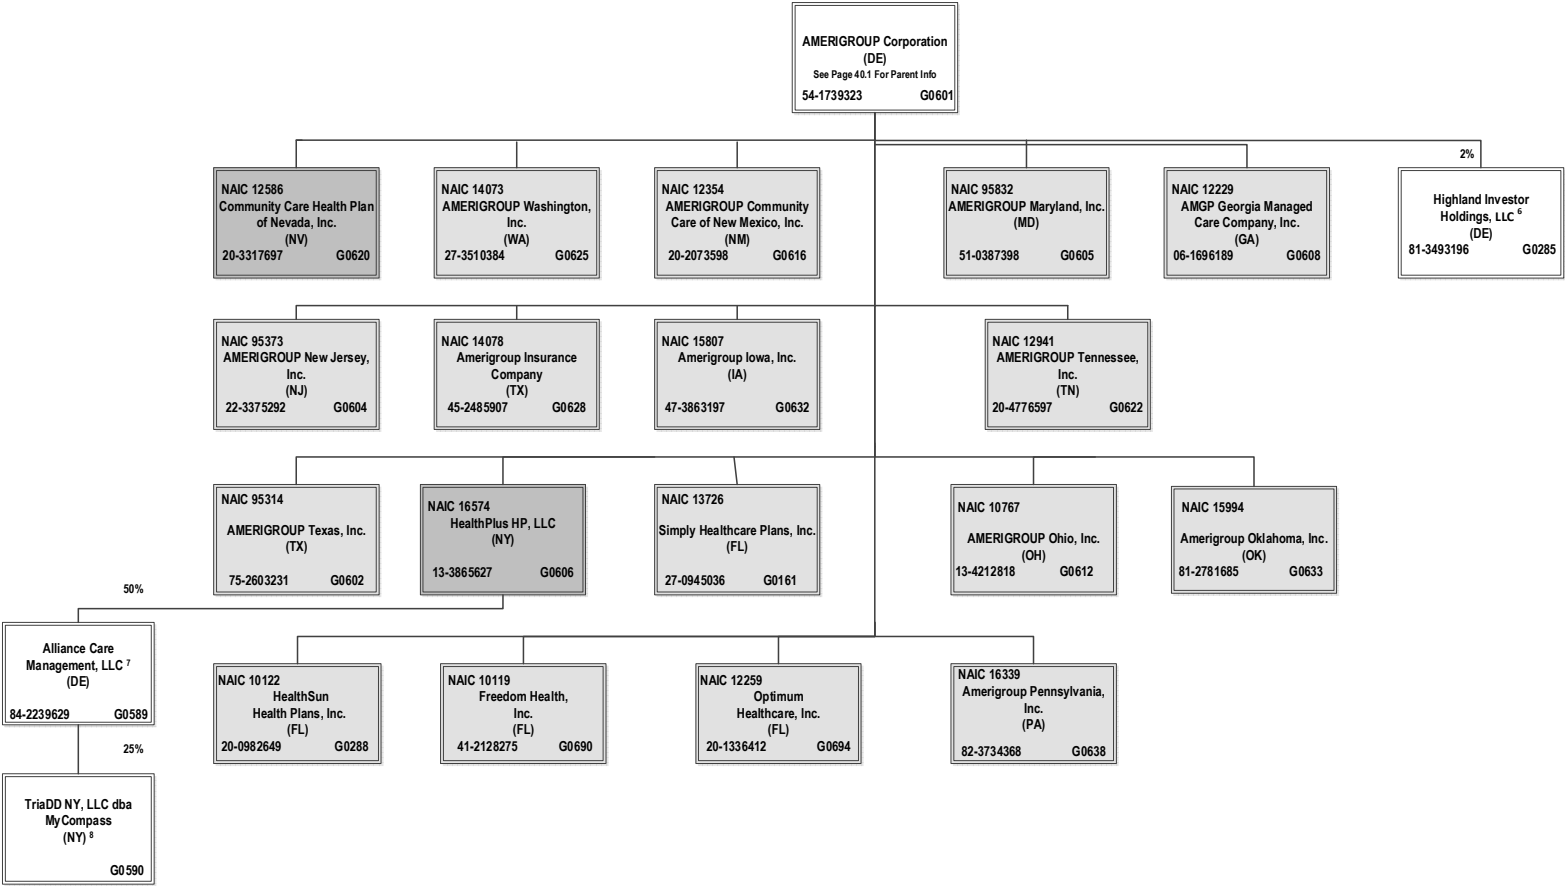 AMERIGROUP Corporation
(DE)
See Page 40.1 For Parent Info
54-1739323 G0601
2%
NAIC 12586
Community Care Health Plan
of Nevada, Inc.
(NV)
20-3317697 G0620
NAIC 14073
AMERIGROUP Washington,
Inc.
(WA)
27-3510384 G0625
NAIC 12354
AMERIGROUP Community
Care of New Mexico, Inc.
(NM)
20-2073598 G0616
NAIC 95832
AMERIGROUP Maryland, Inc.
(MD)
51-0387398 G0605
NAIC 12229
AMGP Georgia Managed
Care Company, Inc.
(GA)
06-1696189 G0608
Highland Investor
Holdings, LLC 6
(DE)
81-3493196 G0285
NAIC 95373
AMERIGROUP New Jersey,
Inc.
(NJ)
22-3375292 G0604
NAIC 14078
Amerigroup Insurance
Company
(TX)
45-2485907 G0628
NAIC 15807
Amerigroup Iowa, Inc.
(IA)
47-3863197 G0632
NAIC 12941
AMERIGROUP Tennessee,
Inc.
(TN)
20-4776597 G0622
NAIC 95314
AMERIGROUP Texas, Inc.
(TX)
75-2603231 G0602
NAIC 16574
HealthPlus HP, LLC
(NY)
13-3865627 G0606
NAIC 13726
Simply Healthcare Plans, Inc.
(FL)
27-0945036 G0161
NAIC 10767
AMERIGROUP Ohio, Inc.
(OH)
13-4212818 G0612
NAIC 15994
Amerigroup Oklahoma, Inc.
(OK)
81-2781685 G0633
50%
Alliance Care
Management, LLC 7
(DE)
84-2239629 G0589
NAIC 10122
HealthSun
Health Plans, Inc.
(FL)
20-0982649 G0288
NAIC 10119
Freedom Health,
Inc.
(FL)
41-2128275 G0690
NAIC 12259
Optimum
Healthcare, Inc.
(FL)
20-1336412 G0694
NAIC 16339
Amerigroup Pennsylvania,
Inc.
(PA)
82-3734368 G0638
25%
TriaDD NY, LLC dba
MyCompass
(NY) 8
G0590